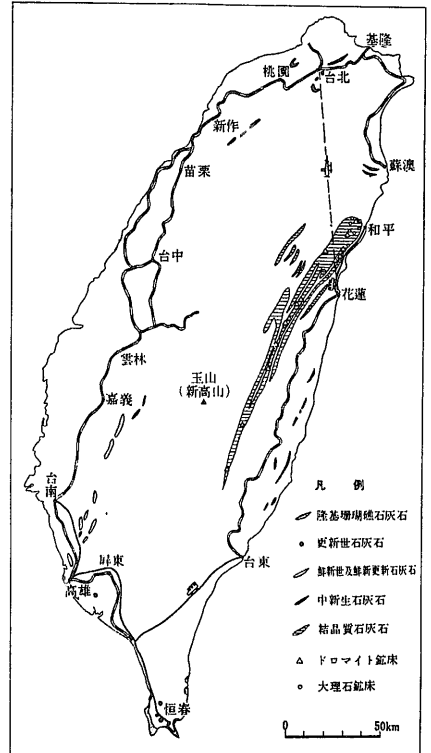 基隆
桃園
台北
新作
苗栗
蘇澳
和平
台中
花蓮
雲林
玉山
(新高山)
嘉義
台南
屏東
高雄
台東
恒春
凡例
隆基珊瑚礁石灰石
更新世石灰石
鮮新世及鮮新更新石灰石
中新生石灰石
結晶質石灰石
ドロマイト鉱床
大理石鉱床
0 50km